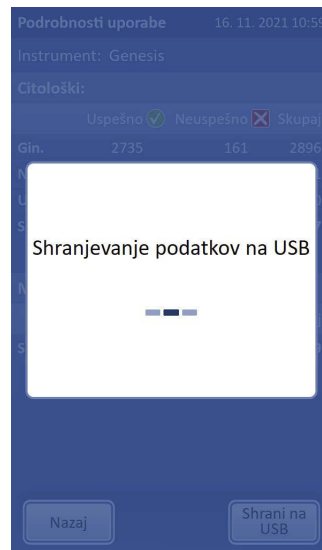 Podrobnosti uporabe 16. 11. 2021 10:59
Instrument: Genesis
Citološki:
Uspešno Neuspešno Skupaj
Gin. 2735 161 2896
Shranjevanje podatkov na USB
Nazaj
Shrani na
USB